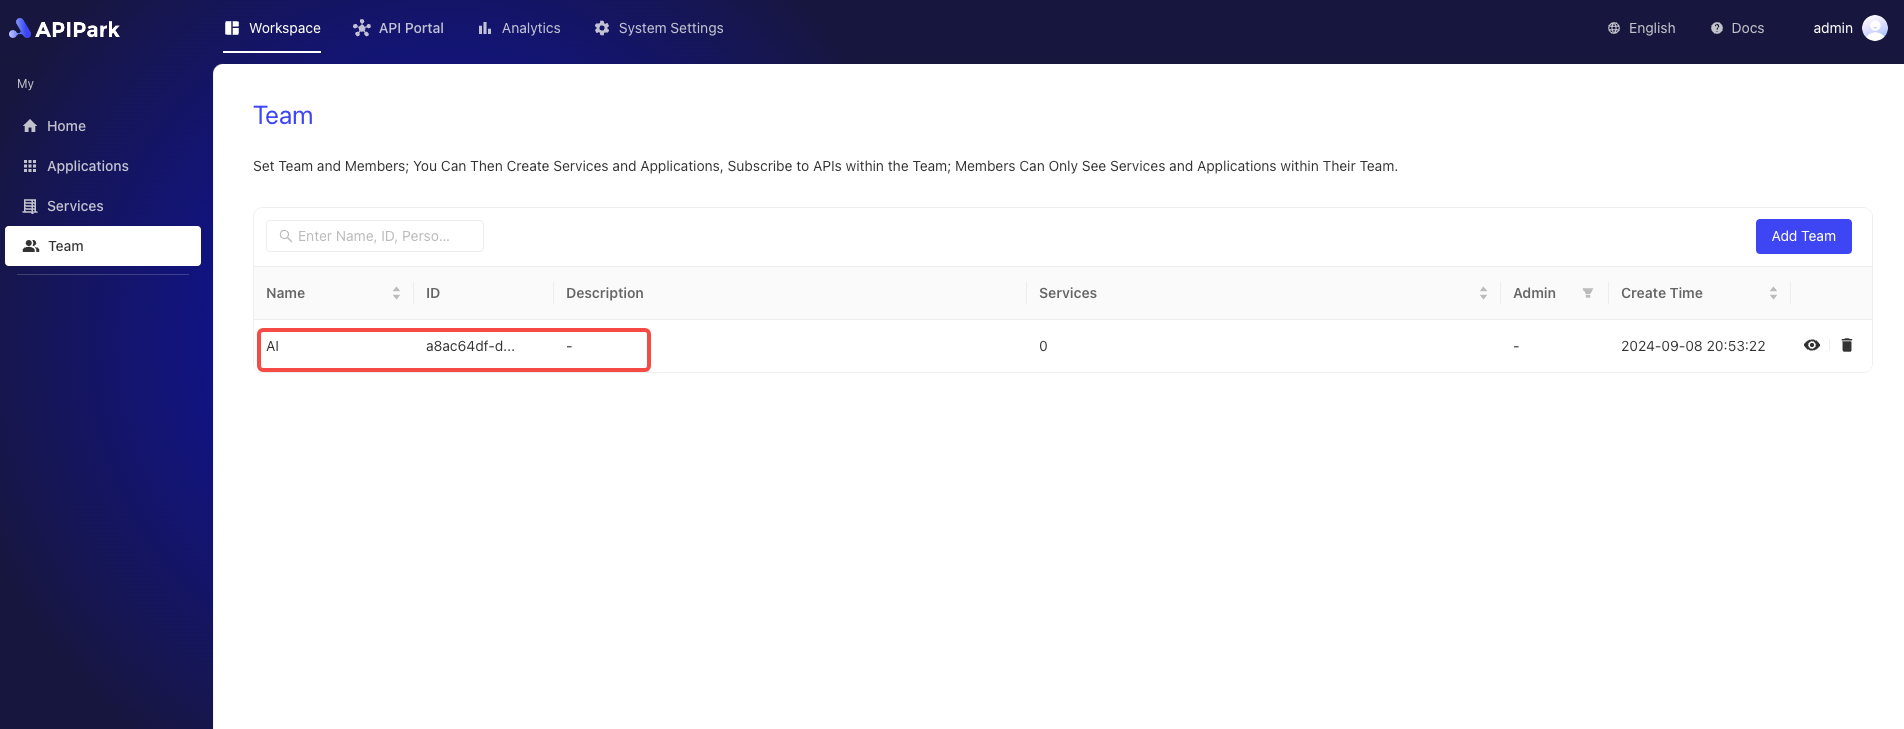 APIPark
Workspace
API Portal
Analytics
System Settings
English
Docs
admin
My
Home
Applications
Services
Team
Team
Set Team and Members; You Can Then Create Services and Applications, Subscribe to APIs within the Team; Members Can Only See Services and Applications within Their Team.
Enter Name, ID, Perso...
Add Team
Name ID Description Services Admin Create Time
AI a8ac64df-d... - 0 - 2024-09-08 20:53:22